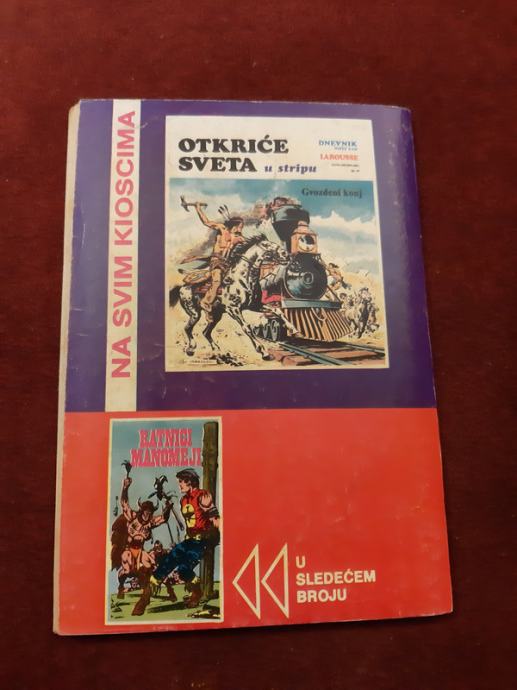 NA SVIM KIOSCIMA
OTKRIĆE
SVETA u stripu
DNEVNIK
LAROUSSE
Gvozdeni konj
RATNICI
MANOMEJI
U
SLEDEĆEM
BROJU